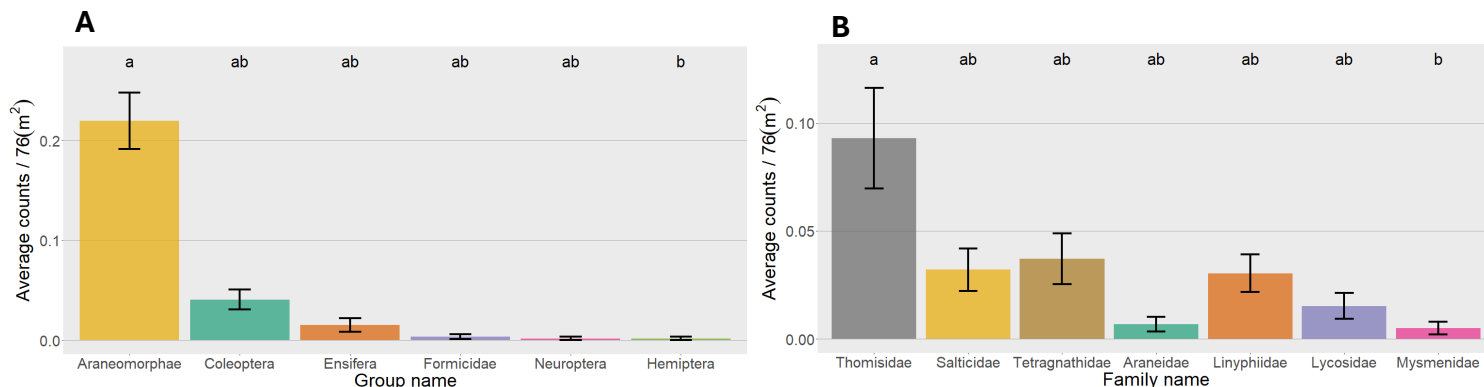 A
a ab ab ab ab b
Average counts / 76(m²)
0.2
0.1
0.0
Araneomorphae Coleoptera Ensifera Formicidae Neuroptera Hemiptera
Group name
B
a ab ab ab ab ab b
Average counts / 76(m²)
0.10
0.05
0.00
Thomisidae Salticidae Tetragnathidae Araneidae Linyphiidae Lycosidae Mysmenidae
Family name